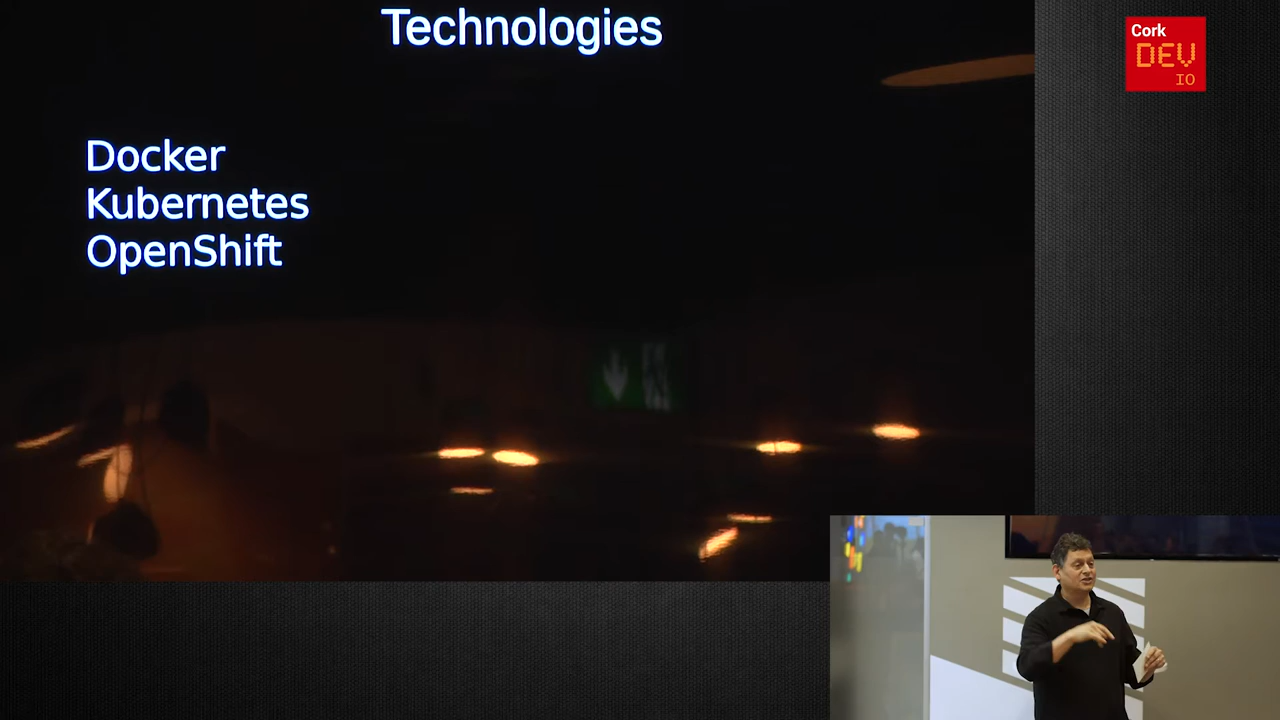 Technologies
Cork
DEV
IO
Docker
Kubernetes
OpenShift